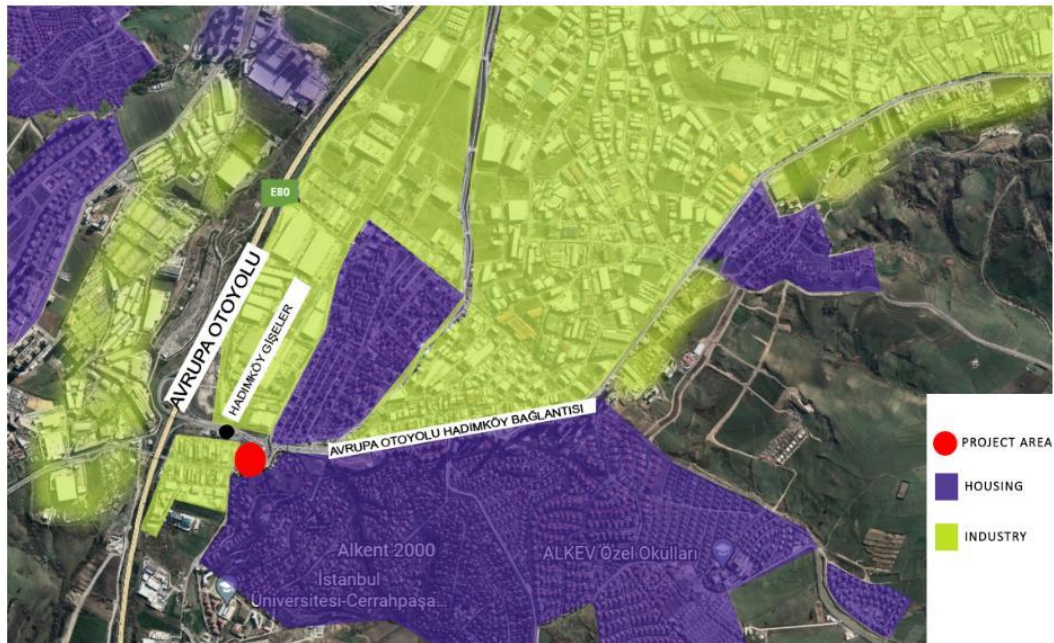 E80
AVRUPA OTOYOLU
HADIMKÖY GİŞELER
AVRUPA OTOYOLU HADIMKÖY BAĞLANTISI
PROJECT AREA
HOUSING
INDUSTRY
Alkent 2000
ALKEV Özel Okulları
İstanbul
Üniversitesi-Cerrahpaşa...